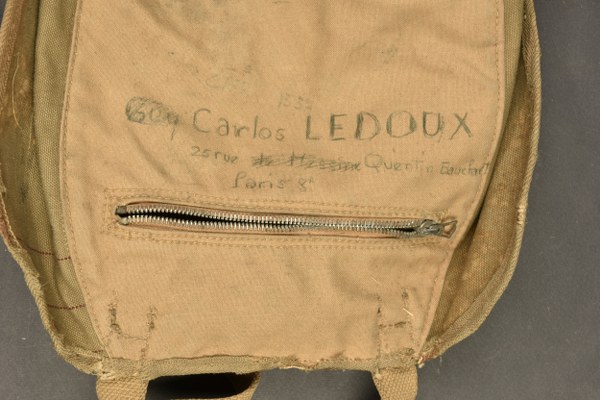 Carlos LEDOUX
25 rue Quentin Bauchart
Paris 8e